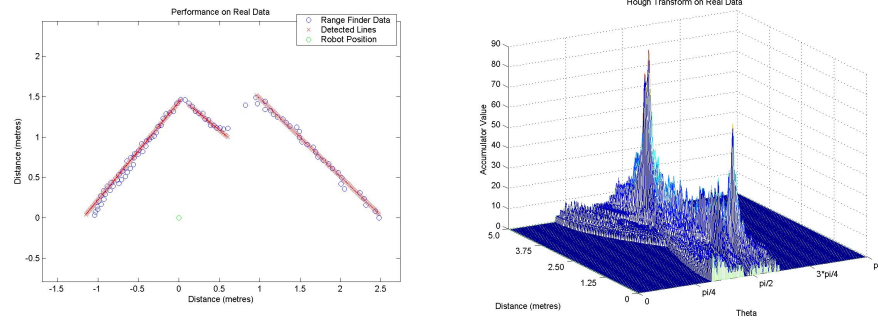 Performance on Real Data
Range Finder Data
Detected Lines
Robot Position
2
1.5
1
0.5
0
-0.5
Distance (metres)
-1.5
-1
-0.5
0
0.5
1
1.5
2
2.5
Distance (metres)
Hough Transform on Real Data
90
80
70
60
50
40
30
20
10
0
Accumulator Value
5.0
3.75
2.50
1.25
0
Distance (metres)
0
pi/4
pi/2
3*pi/4
p
Theta